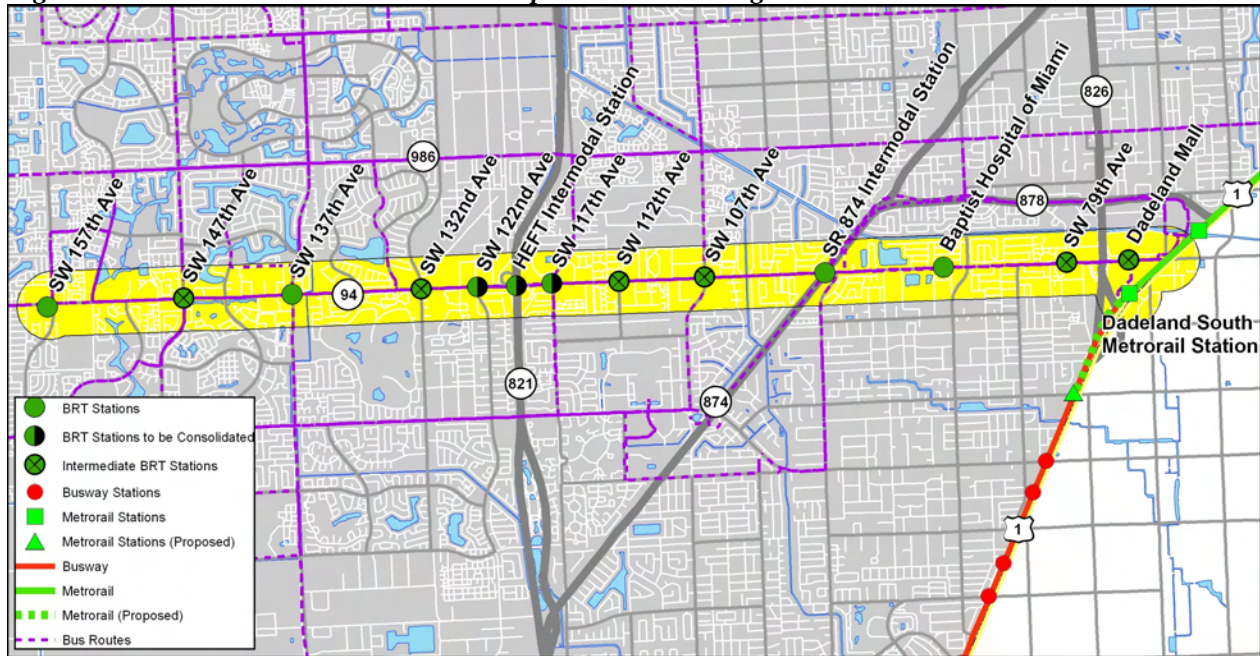 826
986
878
1
SW 157th Ave
SW 147th Ave
SW 137th Ave
SW 132nd Ave
SW 122nd Ave
HEFT Intermodal Station
SW 117th Ave
SW 112th Ave
SW 107th Ave
SR 874 Intermodal Station
Baptist Hospital of Miami
SW 79th Ave
Dadeland Mall
94
Dadeland South
Metrorail Station
821
874
1
BRT Stations
BRT Stations to be Consolidated
Intermediate BRT Stations
Busway Stations
Metrorail Stations
Metrorail Stations (Proposed)
Busway
Metrorail
Metrorail (Proposed)
Bus Routes